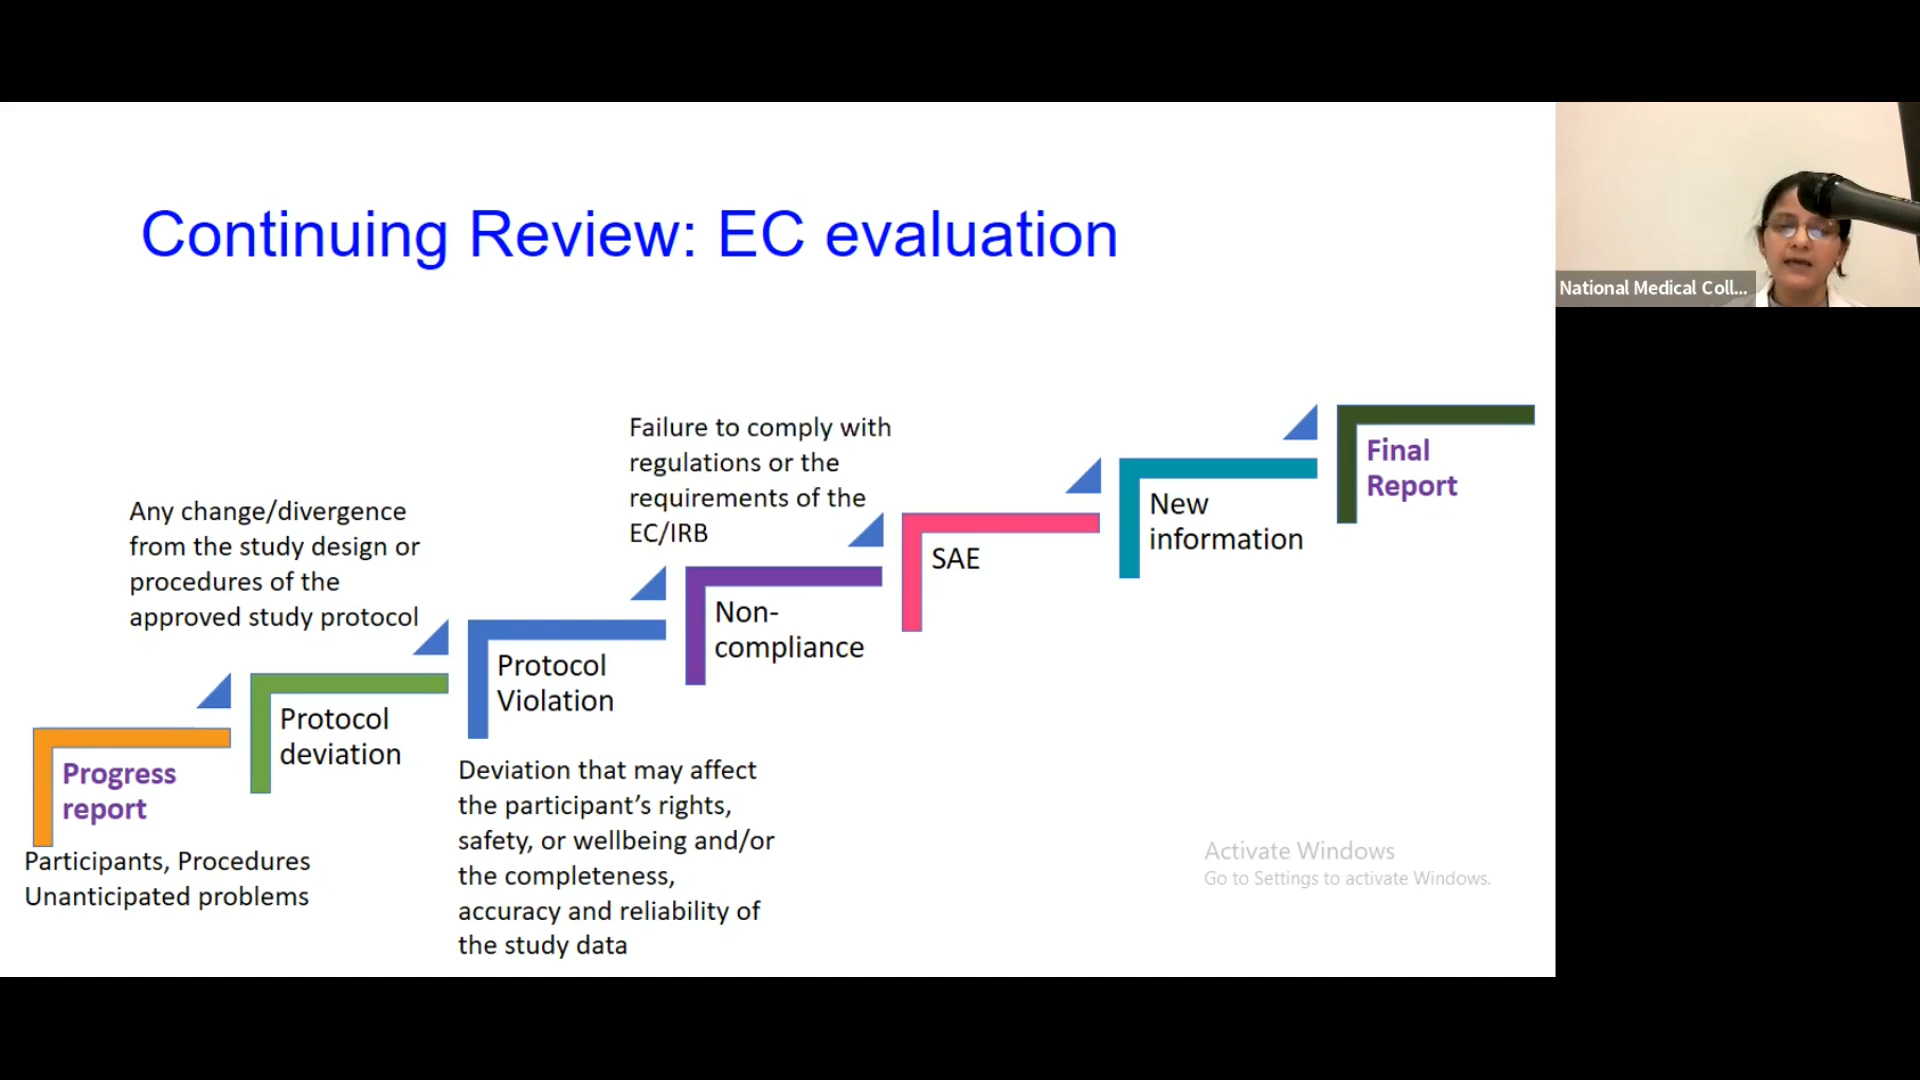 Continuing Review: EC evaluation
National Medical Coll...
Failure to comply with
regulations or the
requirements of the
EC/IRB
Any change/divergence
from the study design or
procedures of the
approved study protocol
Final
Report
New
information
SAE
Non-
compliance
Protocol
Violation
Protocol
deviation
Progress
report
Participants, Procedures
Unanticipated problems
Deviation that may affect
the participant’s rights,
safety, or wellbeing and/or
the completeness,
accuracy and reliability of
the study data
Activate Windows
Go to Settings to activate Windows.